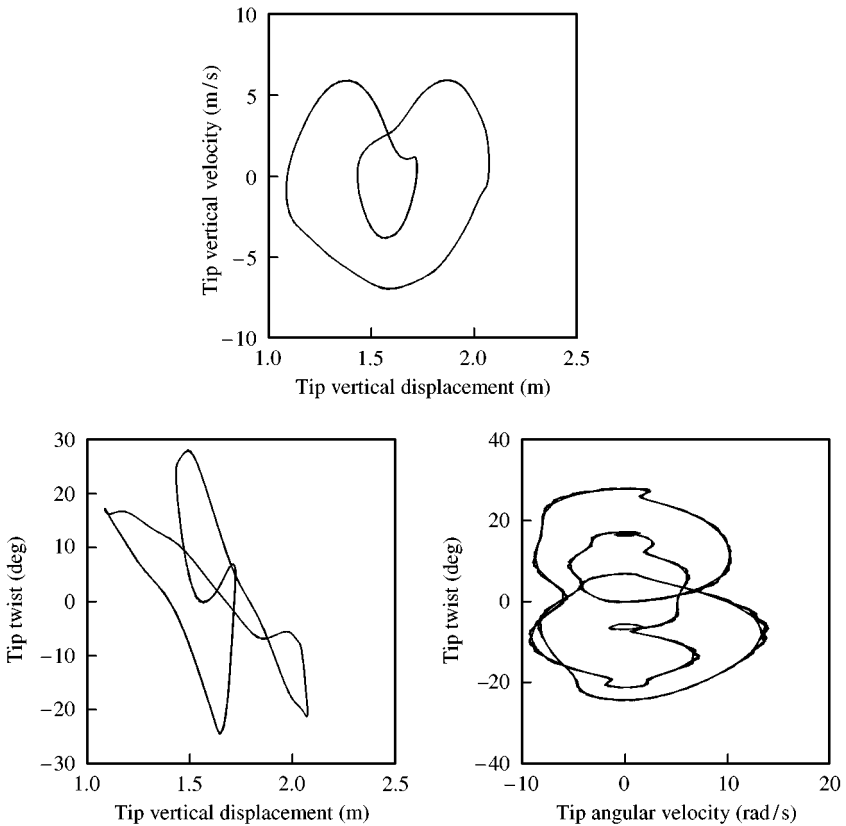 10
5
0
−5
−10
Tip vertical velocity (m/s)
1.0 1.5 2.0 2.5
Tip vertical displacement (m)
30
20
10
0
−10
−20
−30
Tip twist (deg)
1.0 1.5 2.0 2.5
Tip vertical displacement (m)
40
20
0
−20
−40
Tip twist (deg)
−10 0 10 20
Tip angular velocity (rad/s)